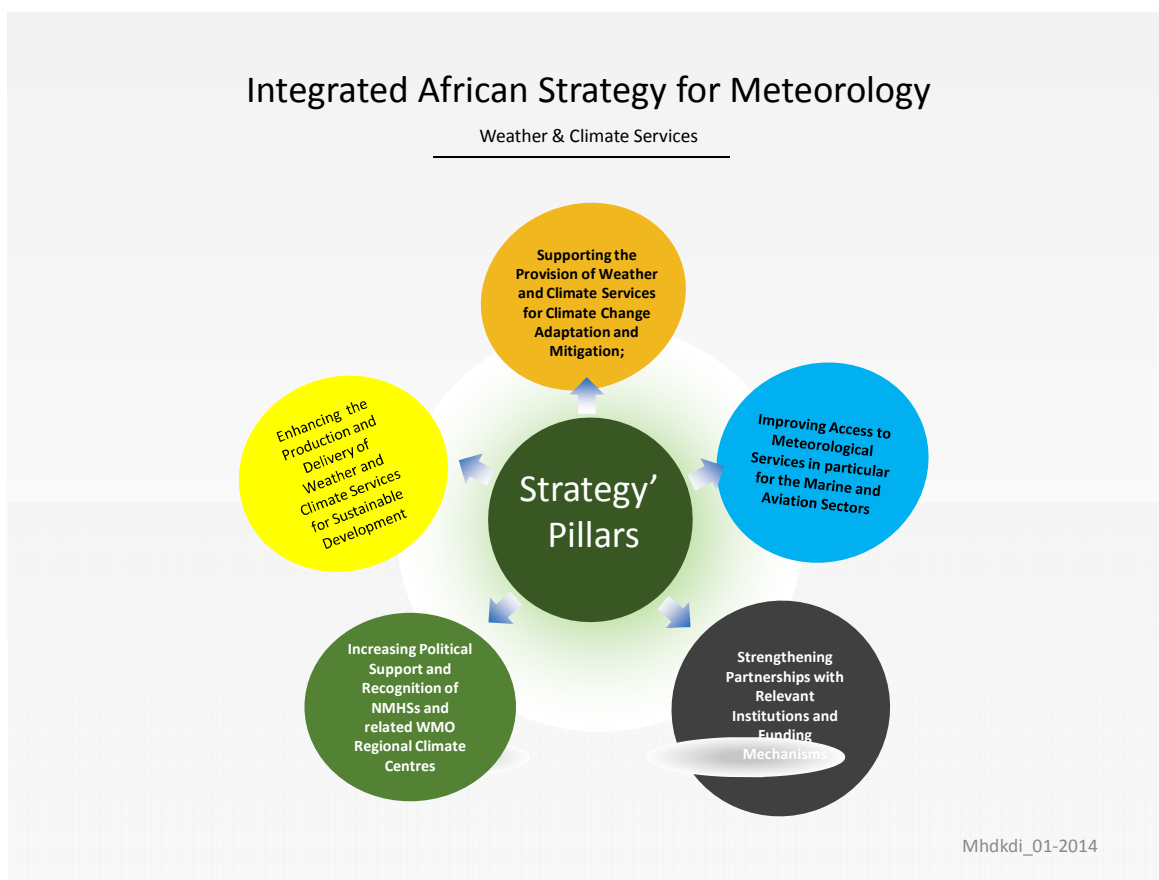 Integrated African Strategy for Meteorology
Weather & Climate Services
Supporting the
Provision of Weather
and Climate Services
for Climate Change
Adaptation and
Mitigation;
Enhancing the
Production and
Delivery of
Weather and
Climate Services
for Sustainable
Development
Improving Access to
Meteorological
Services in particular
for the Marine and
Aviation Sectors
Strategy’
Pillars
Increasing Political
Support and
Recognition of
NMHSs and
related WMO
Regional Climate
Centres
Strengthening
Partnerships with
Relevant
Institutions and
Funding
Mechanisms
Mhdkdi_01-2014